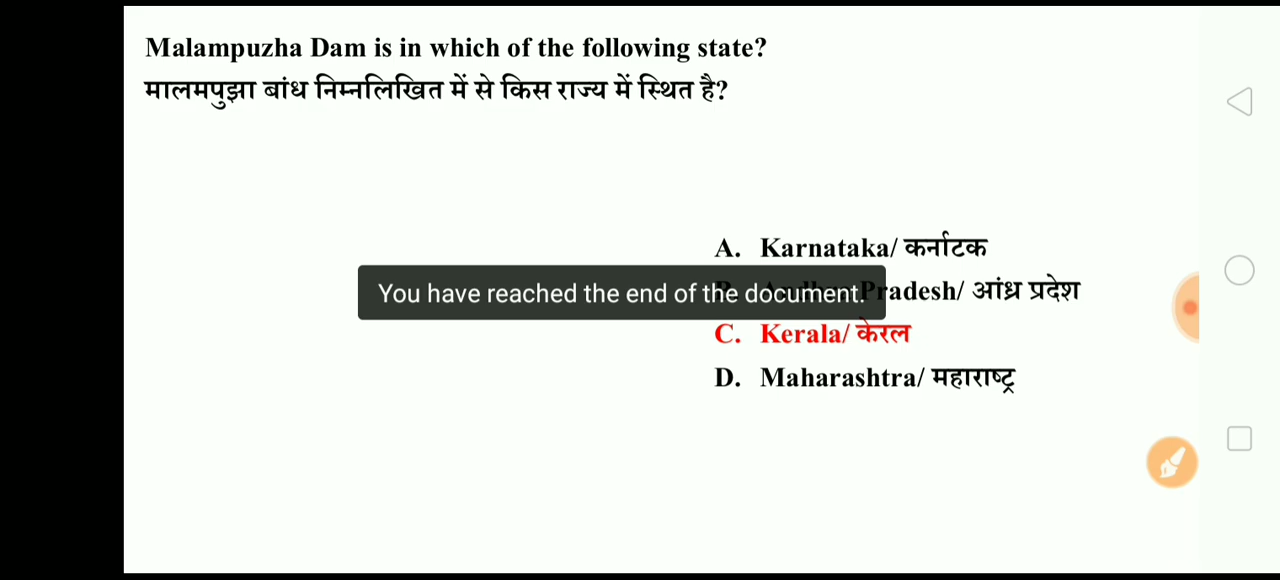 Malampuzha Dam is in which of the following state?
मालमपुझा बांध निम्नलिखित में से किस राज्य में स्थित है?
A. Karnataka/ कर्नाटक
You have reached the end of the document.
Pradesh/ आंध्र प्रदेश
C. Kerala/ केरल
D. Maharashtra/ महाराष्ट्र